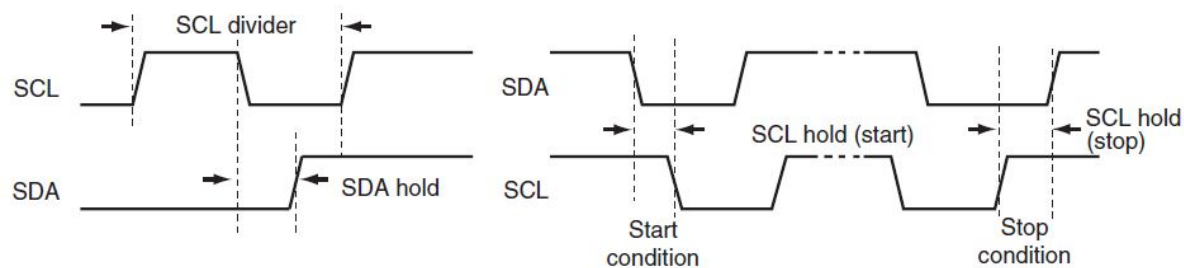 SCL divider
SCL
SDA
SDA hold
SDA
SCL hold (start)
SCL hold
(stop)
SCL
Start
condition
Stop
condition